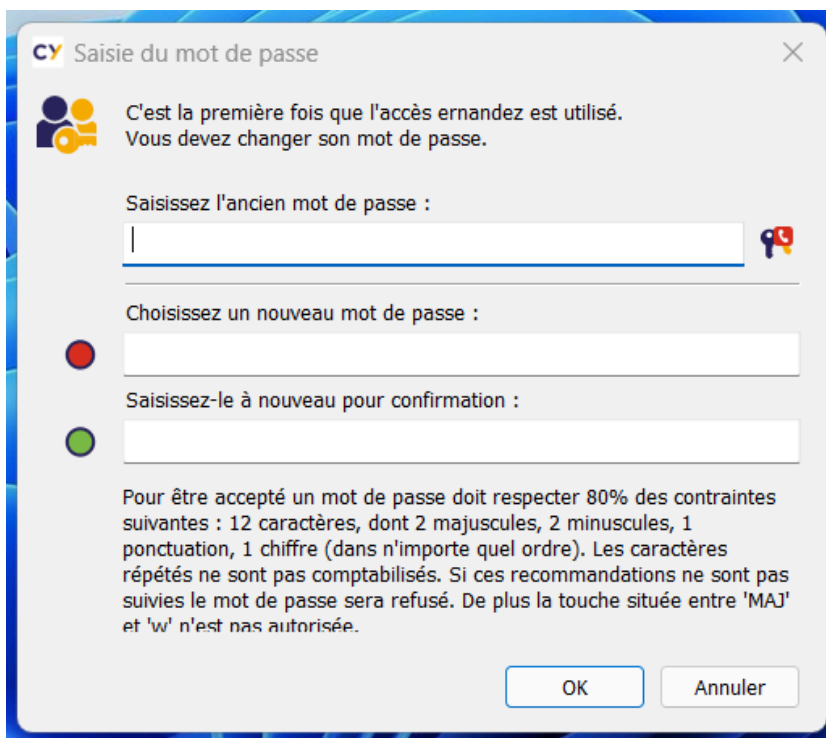 CY Saisie du mot de passe
C'est la première fois que l'accès ernandez est utilisé.
Vous devez changer son mot de passe.
Saisissez l'ancien mot de passe :
Choisissez un nouveau mot de passe :
Saisissez-le à nouveau pour confirmation :
Pour être accepté un mot de passe doit respecter 80% des contraintes
suivantes : 12 caractères, dont 2 majuscules, 2 minuscules, 1
ponctuation, 1 chiffre (dans n'importe quel ordre). Les caractères
répétés ne sont pas comptabilisés. Si ces recommandations ne sont pas
suivies le mot de passe sera refusé. De plus la touche située entre 'MAJ'
et 'w' n'est pas autorisée.
OK Annuler